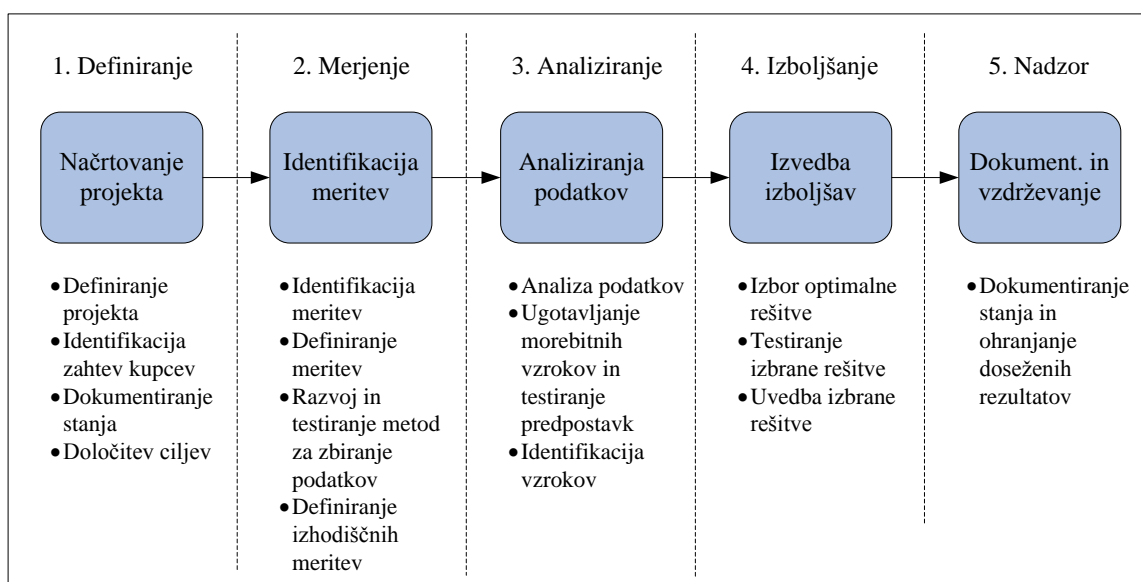 1. Definiranje
Načrtovanje
projekta
•Definiranje
projekta
•Identifikacija
zahtev kupcev
•Dokumentiranje
stanja
•Določitev ciljev
2. Merjenje
Identifikacija
meritev
•Identifikacija
meritev
•Definiranje
meritev
•Razvoj in
testiranje metod
za zbiranje
podatkov
•Definiranje
izhodiščnih
meritev
3. Analiziranje
Analiziranja
podatkov
•Analiza podatkov
•Ugotavljanje
morebitnih
vzrokov in
testiranje
predpostavk
•Identifikacija
vzrokov
4. Izboljšanje
Izvedba
izboljšav
•Izbor optimalne
rešitve
•Testiranje
izbrane rešitve
•Uvedba izbrane
rešitve
5. Nadzor
Dokument. in
vzdrževanje
•Dokumentiranje
stanja in
ohranjanje
doseženih
rezultatov